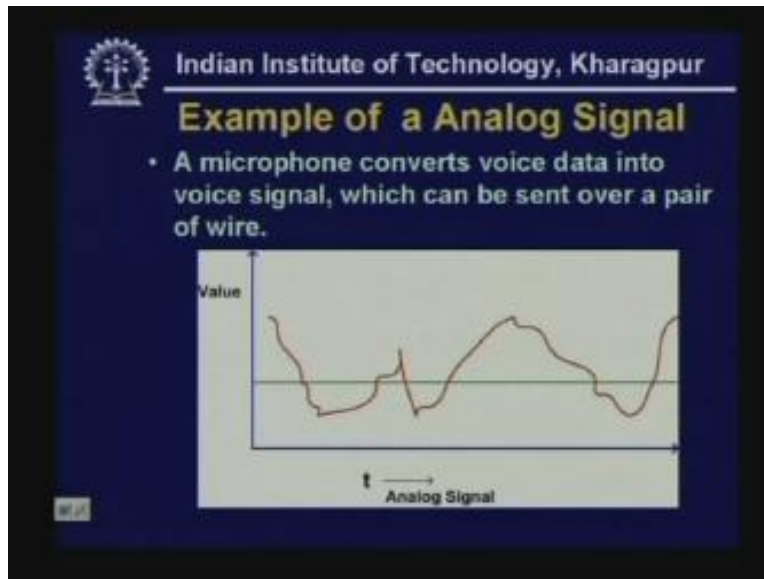 Indian Institute of Technology, Kharagpur
Example of a Analog Signal
• A microphone converts voice data into
voice signal, which can be sent over a pair
of wire.
Value
t
Analog Signal